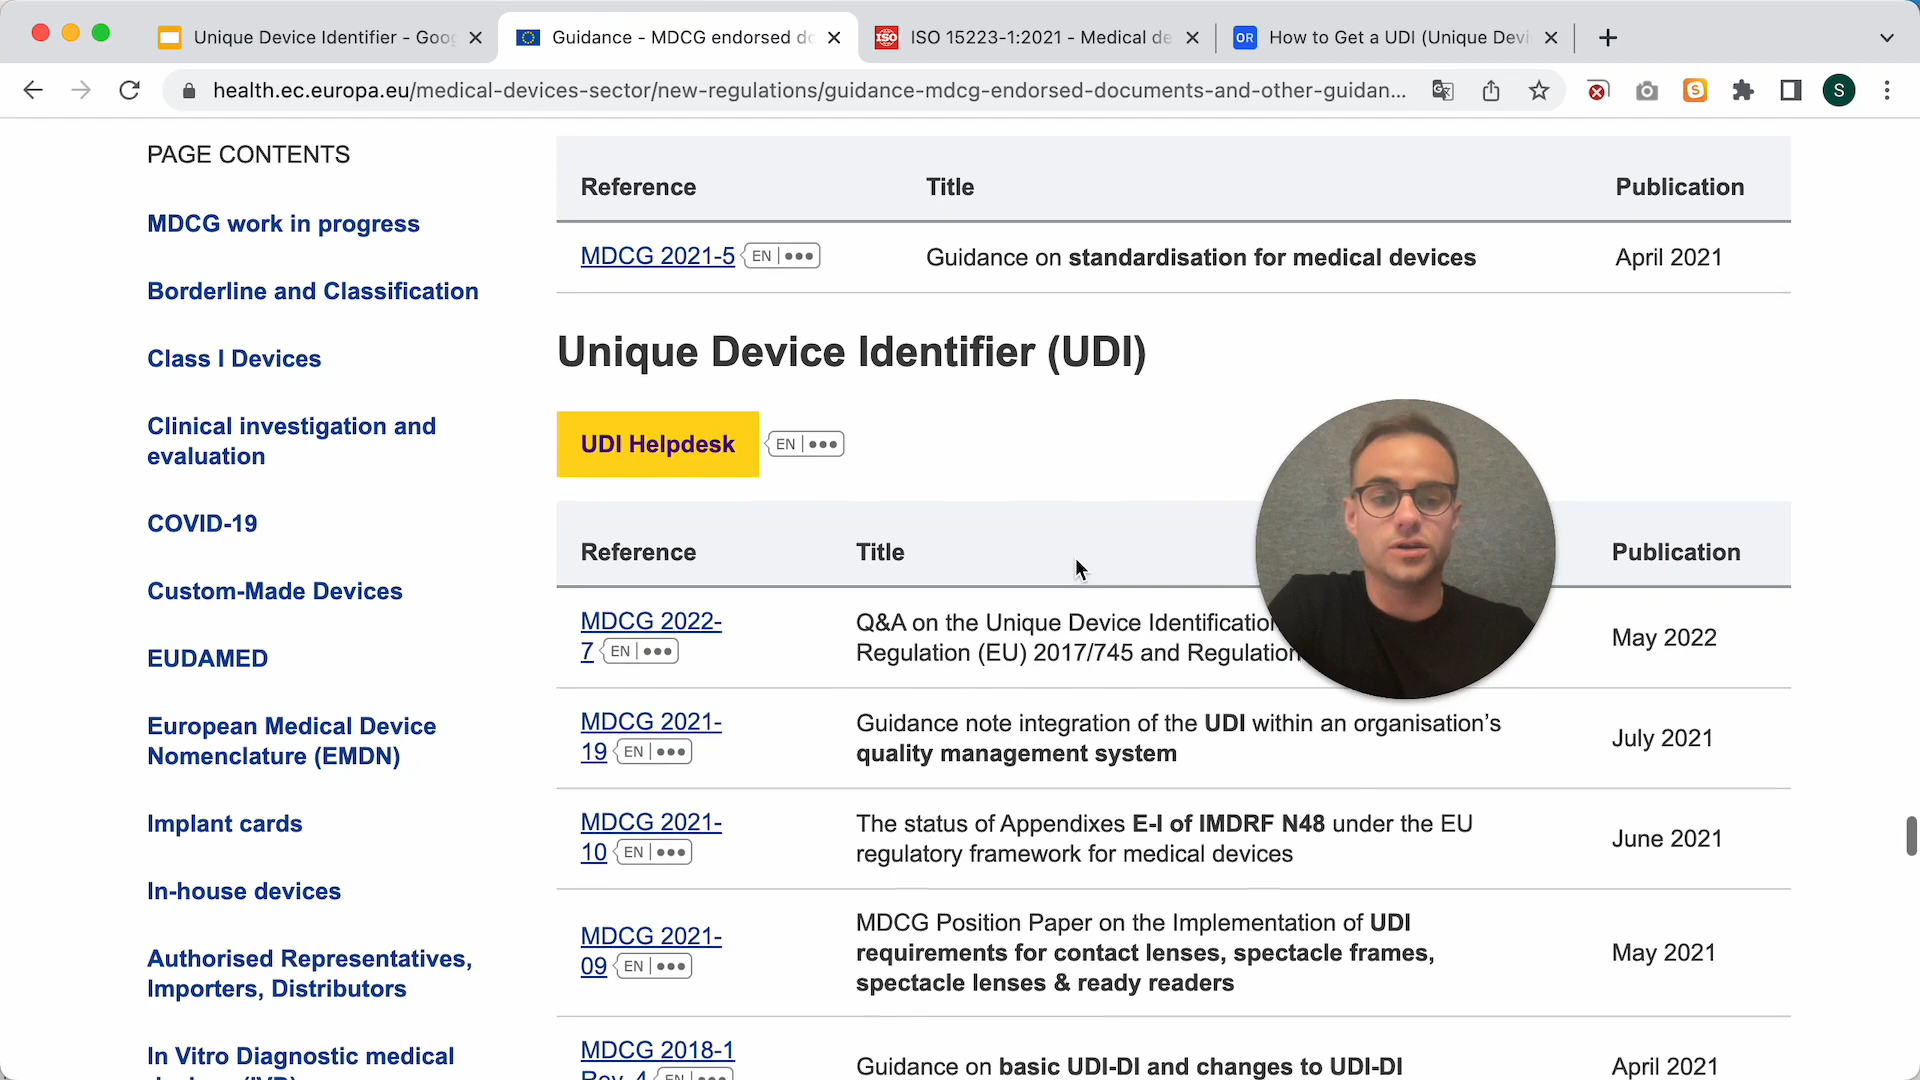 Unique Device Identifier - Goog
Guidance - MDCG endorsed do
ISO
ISO 15223-1:2021 - Medical de
OR
How to Get a UDI (Unique Devi
health.ec.europa.eu/medical-devices-sector/new-regulations/guidance-mdcg-endorsed-documents-and-other-guidan...
S
S
PAGE CONTENTS
MDCG work in progress
Borderline and Classification
Class I Devices
Clinical investigation and
evaluation
COVID-19
Custom-Made Devices
EUDAMED
European Medical Device
Nomenclature (EMDN)
Implant cards
In-house devices
Authorised Representatives,
Importers, Distributors
In Vitro Diagnostic medical
Reference Title Publication
MDCG 2021-5 EN Guidance on standardisation for medical devices April 2021
Unique Device Identifier (UDI)
UDI Helpdesk EN
Reference Title Publication
MDCG 2022-
7 EN
Q&A on the Unique Device Identification
Regulation (EU) 2017/745 and Regulation
May 2022
MDCG 2021-
19 EN
Guidance note integration of the UDI within an organisation's
quality management system
July 2021
MDCG 2021-
10 EN
The status of Appendixes E-I of IMDRF N48 under the EU
regulatory framework for medical devices
June 2021
MDCG 2021-
09 EN
MDCG Position Paper on the Implementation of UDI
requirements for contact lenses, spectacle frames,
spectacle lenses & ready readers
May 2021
MDCG 2018-1
Rev. 4 EN
Guidance on basic UDI-DI and changes to UDI-DI
April 2021